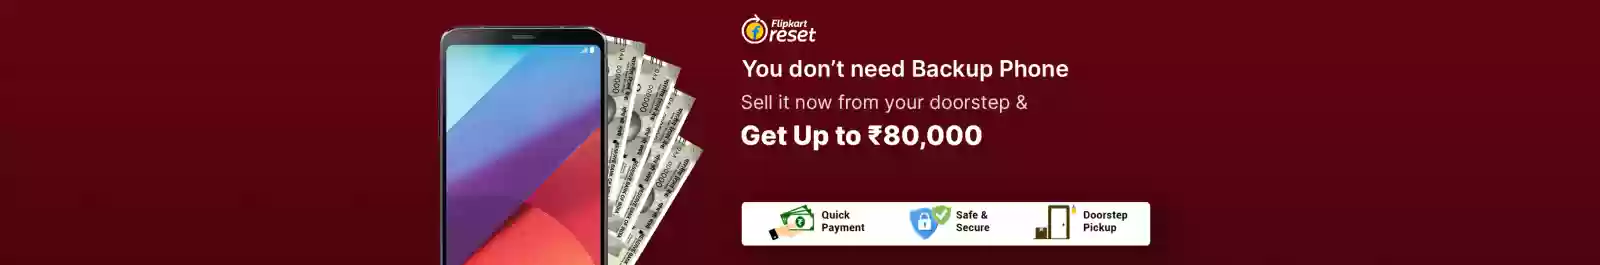 Flipkart
reset
You don't need Backup Phone
Sell it now from your doorstep &
Get Up to ₹80,000
Quick
Payment
Safe &
Secure
Doorstep
Pickup